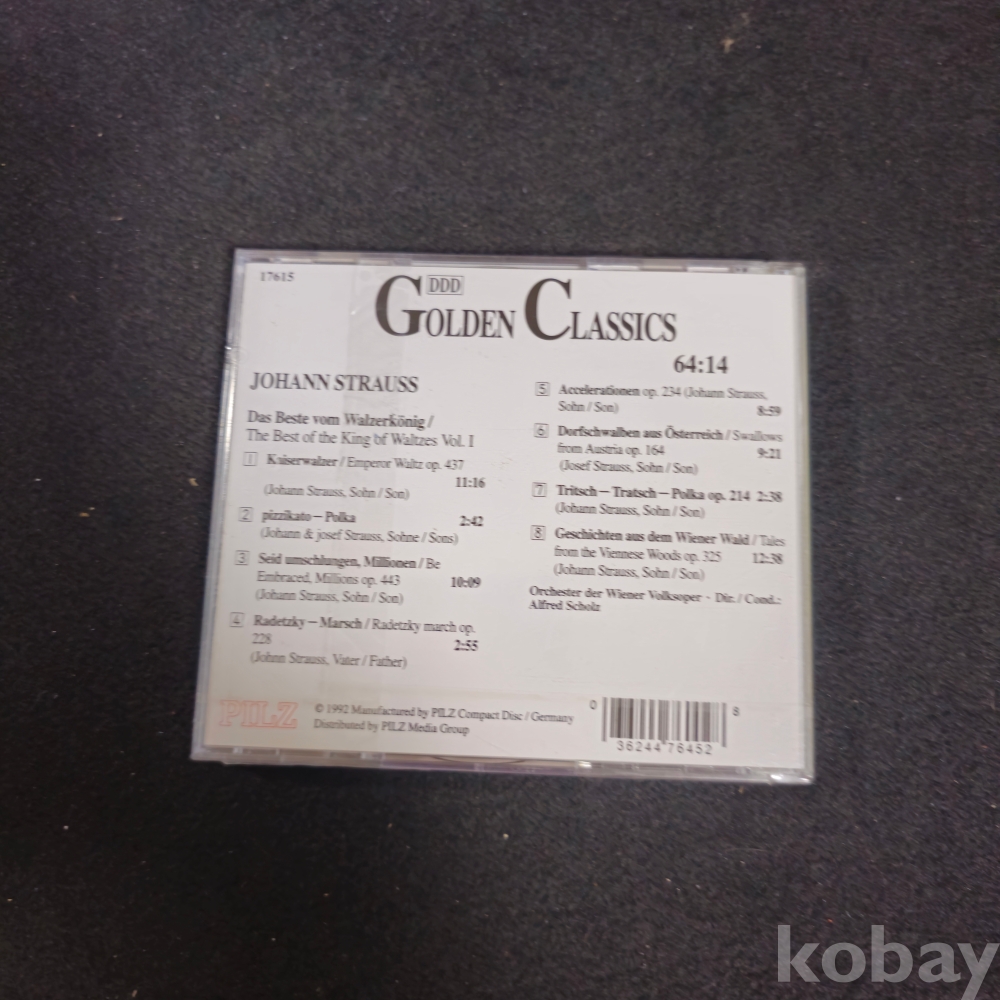 17615
DDD
GOLDEN CLASSICS
64:14
JOHANN STRAUSS
Das Beste vom Walzerkönig /
The Best of the King of Waltzes Vol. I
1 Kaiserwalzer / Emperor Waltz op. 437
11:16
(Johann Strauss, Sohn / Son)
2 pizzikato – Polka 2:42
(Johann & josef Strauss, Sohne / Sons)
3 Seid umschlungen, Millionen / Be
Embraced, Millions op. 443 10:09
(Johann Strauss, Sohn / Son)
4 Radetzky – Marsch / Radetzky march op.
228 2:55
(Johnn Strauss, Vater / Father)
5 Accelerationen op. 234 (Johann Strauss,
Sohn / Son) 8:59
6 Dorfschwalben aus Österreich / Swallows
from Austria op. 164 9:21
(Josef Strauss, Sohn / Son)
7 Tritsch – Tratsch – Polka op. 214 2:38
(Johann Strauss, Sohn / Son)
8 Geschichten aus dem Wiener Wald / Tales
from the Viennese Woods op. 325 12:38
(Johann Strauss, Sohn / Son)
Orchester der Wiener Volksoper - Dir. / Cond.:
Alfred Scholz
PILZ
© 1992 Manufactured by PILZ Compact Disc / Germany
Distributed by PILZ Media Group
0 36244 76452 8
kobay